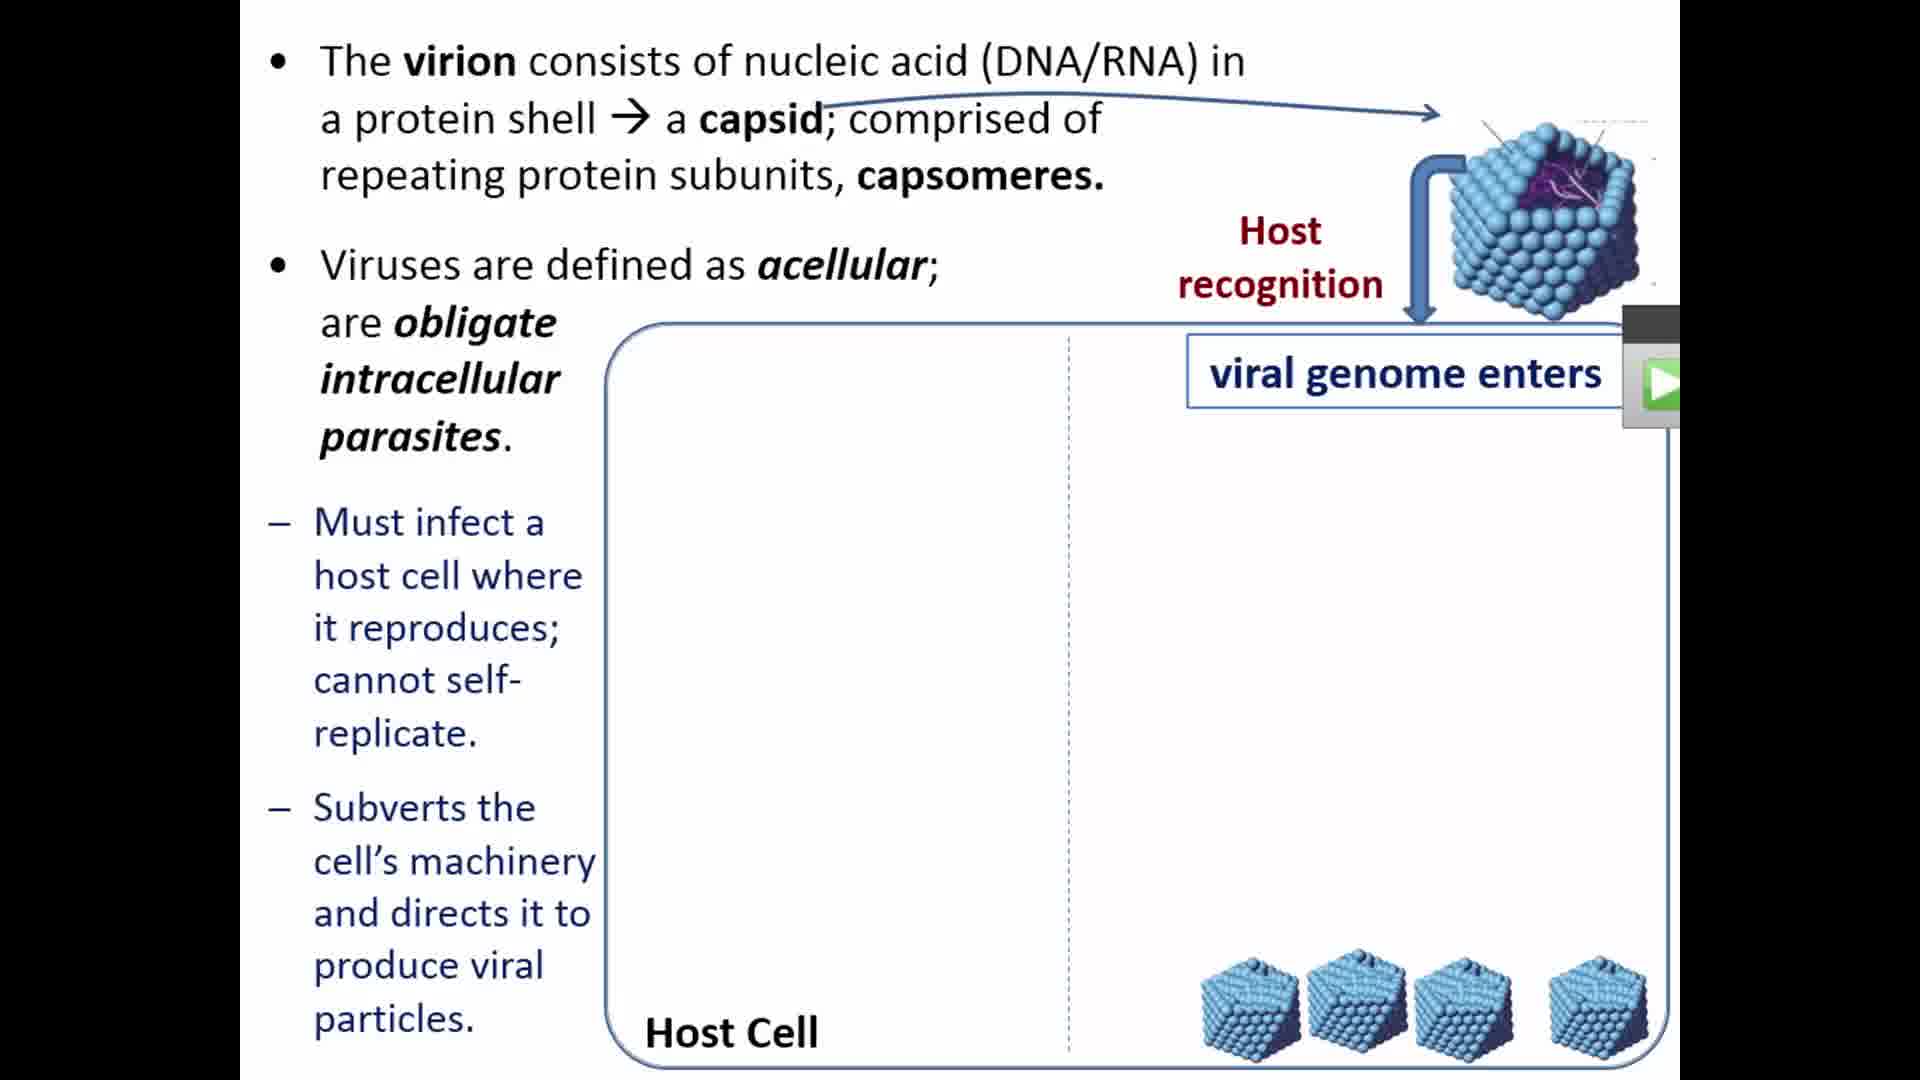 • The virion consists of nucleic acid (DNA/RNA) in
a protein shell → a capsid; comprised of
repeating protein subunits, capsomeres.
• Viruses are defined as acellular;
are obligate
intracellular
parasites.
– Must infect a
host cell where
it reproduces;
cannot self-
replicate.
– Subverts the
cell’s machinery
and directs it to
produce viral
particles.
Host
recognition
viral genome enters
Host Cell